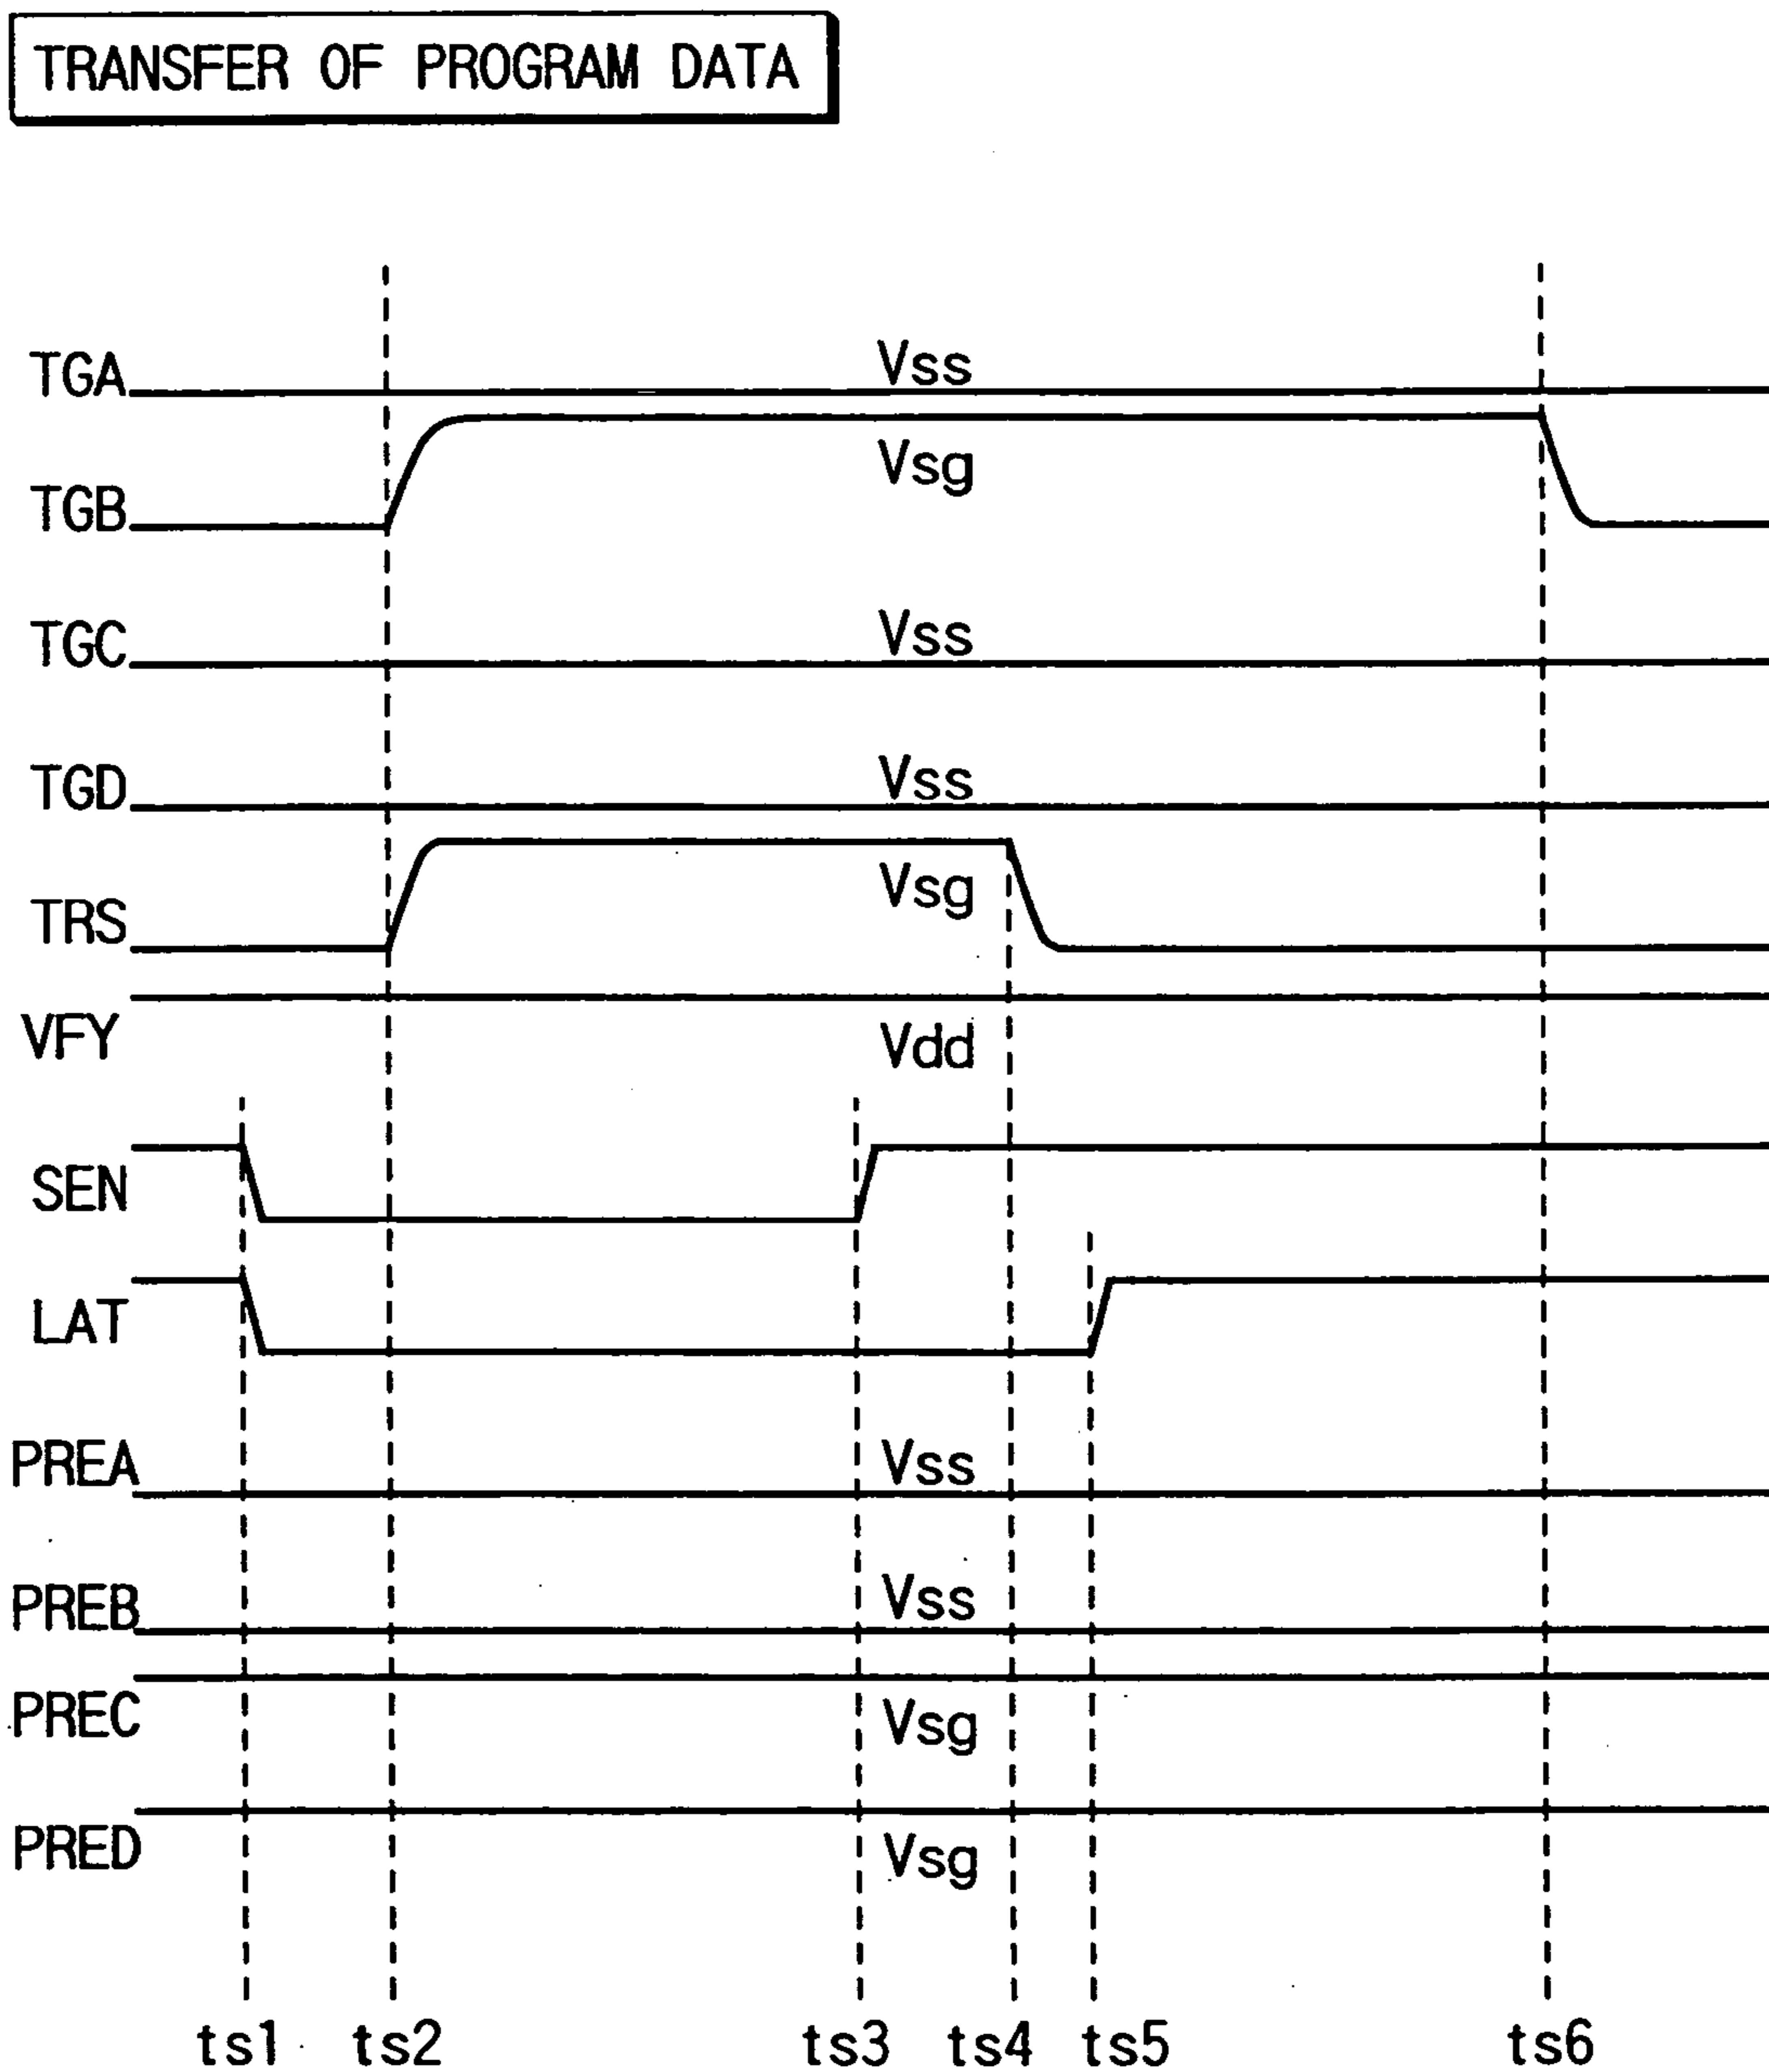 TRANSFER OF PROGRAM DATA
TGA Vss
TGB Vsg
TGC Vss
TGD Vss
TRS Vsg
VFY Vdd
SEN
LAT
PREA Vss
PREB Vss
PREC Vsg
PRED Vsg
ts1 ts2 ts3 ts4 ts5 ts6